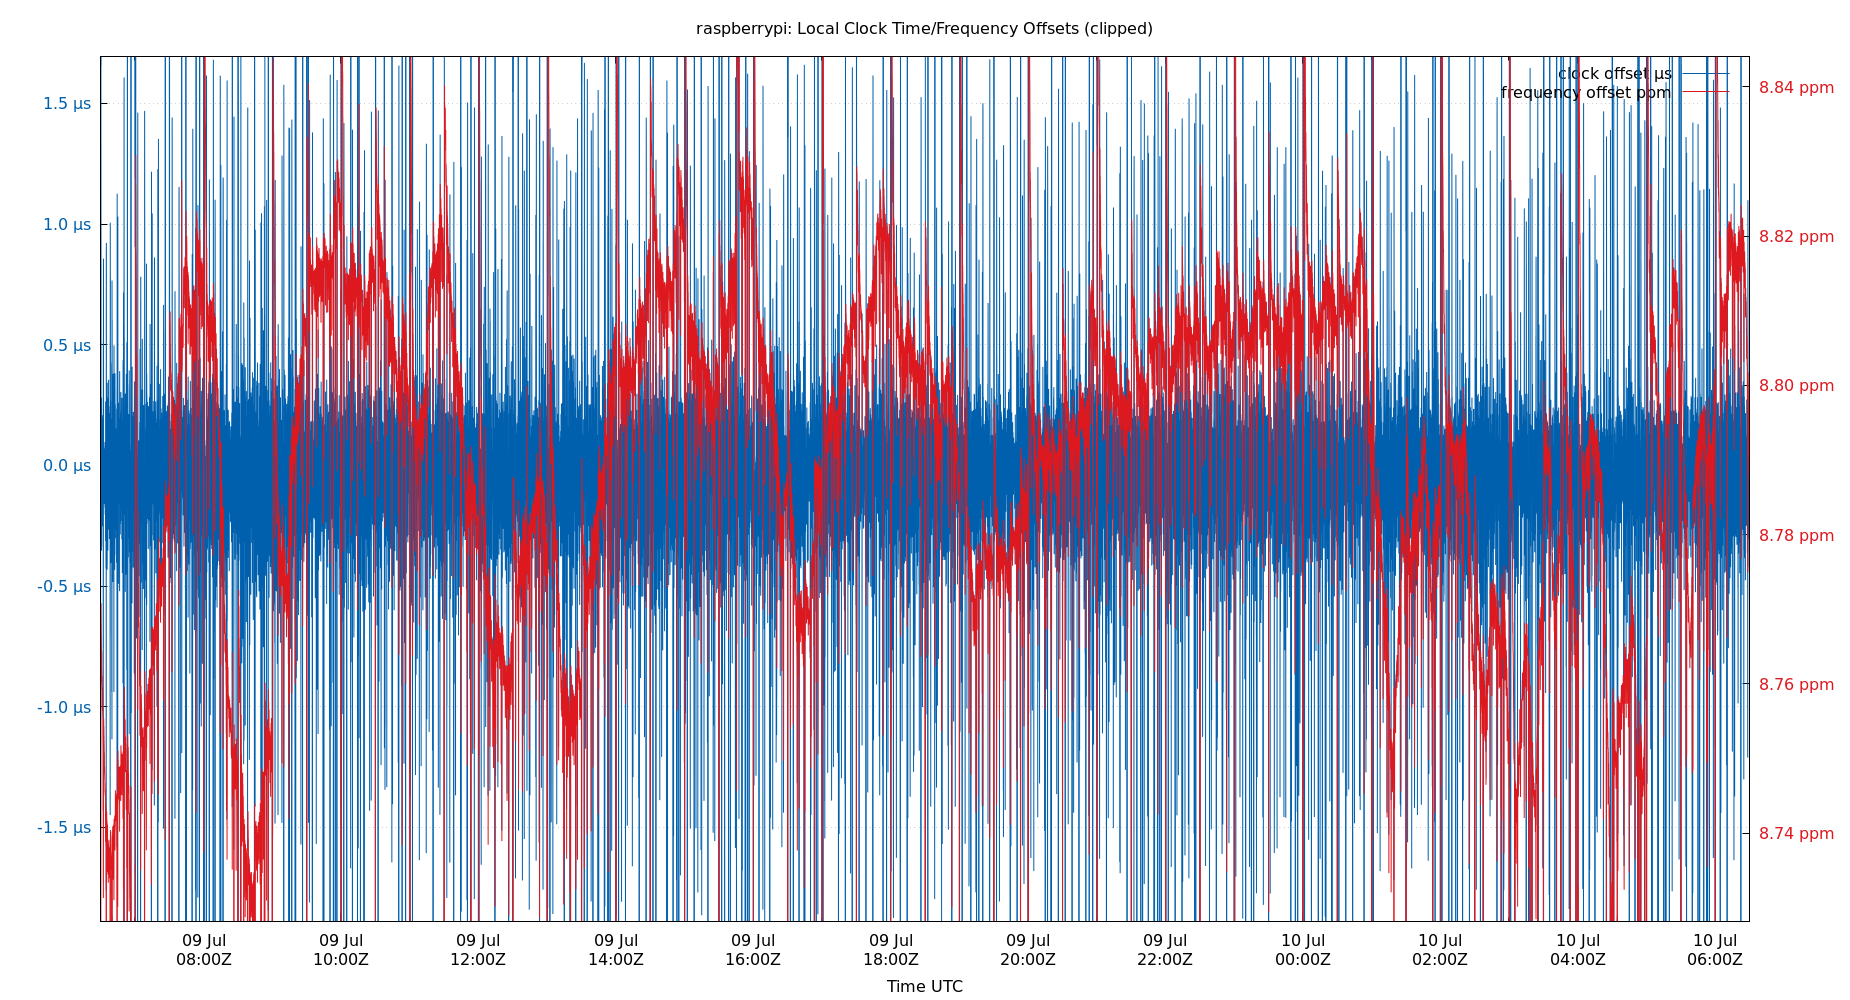 raspberrypi: Local Clock Time/Frequency Offsets (clipped)
clock offset µs
frequency offset ppm
1.5 µs
1.0 µs
0.5 µs
0.0 µs
-0.5 µs
-1.0 µs
-1.5 µs
8.84 ppm
8.82 ppm
8.80 ppm
8.78 ppm
8.76 ppm
8.74 ppm
09 Jul 09 Jul 09 Jul 09 Jul 09 Jul 09 Jul 09 Jul 09 Jul 10 Jul 10 Jul 10 Jul 10 Jul
08:00Z 10:00Z 12:00Z 14:00Z 16:00Z 18:00Z 20:00Z 22:00Z 00:00Z 02:00Z 04:00Z 06:00Z
Time UTC